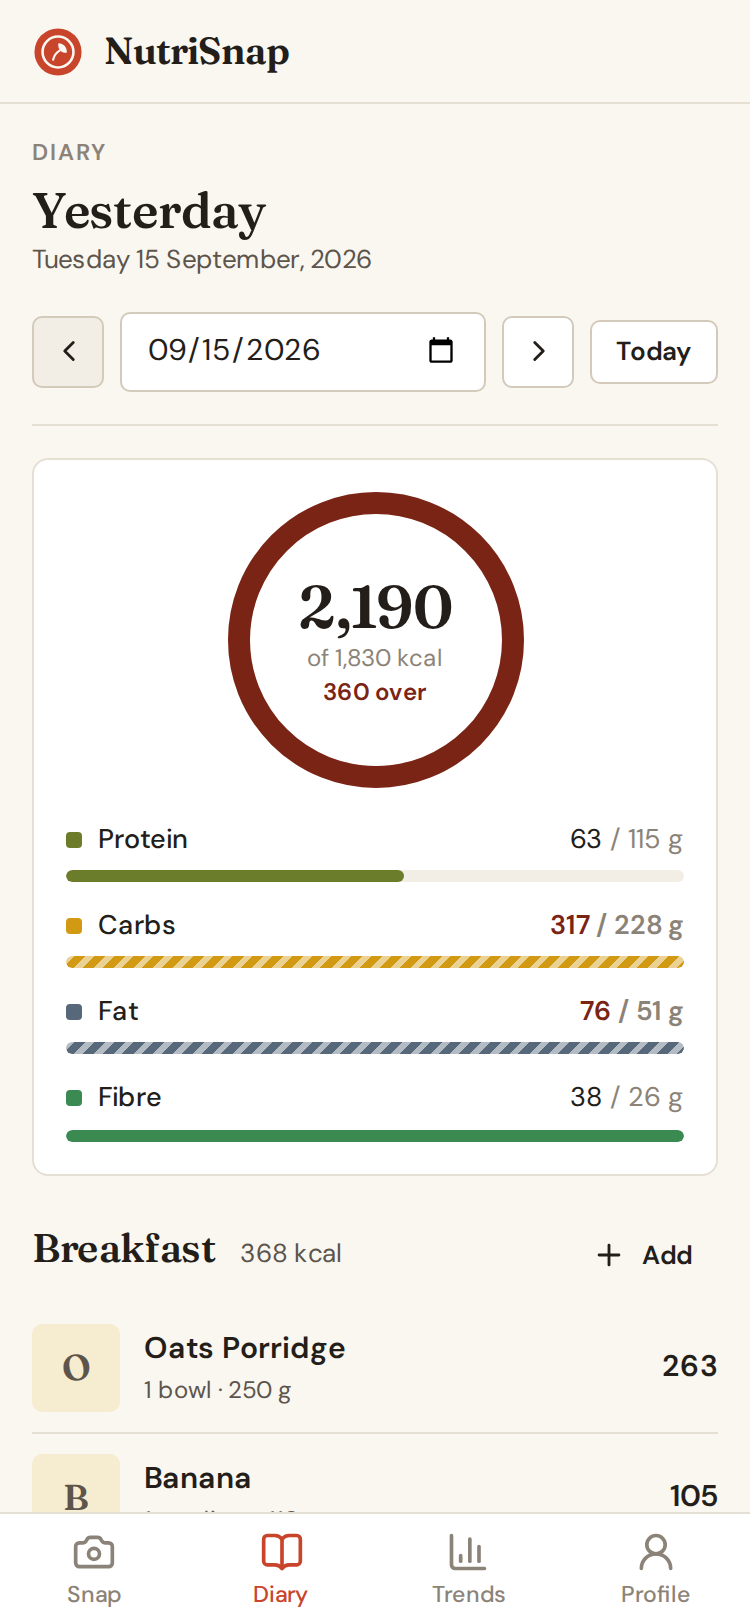 NutriSnap
DIARY
Yesterday
Tuesday 15 September, 2026
09/15/2026
Today
2,190
of 1,830 kcal
360 over
Protein 63 / 115 g
Carbs 317 / 228 g
Fat 76 / 51 g
Fibre 38 / 26 g
Breakfast 368 kcal + Add
O Oats Porridge 263
1 bowl · 250 g
B Banana 105
Snap Diary Trends Profile